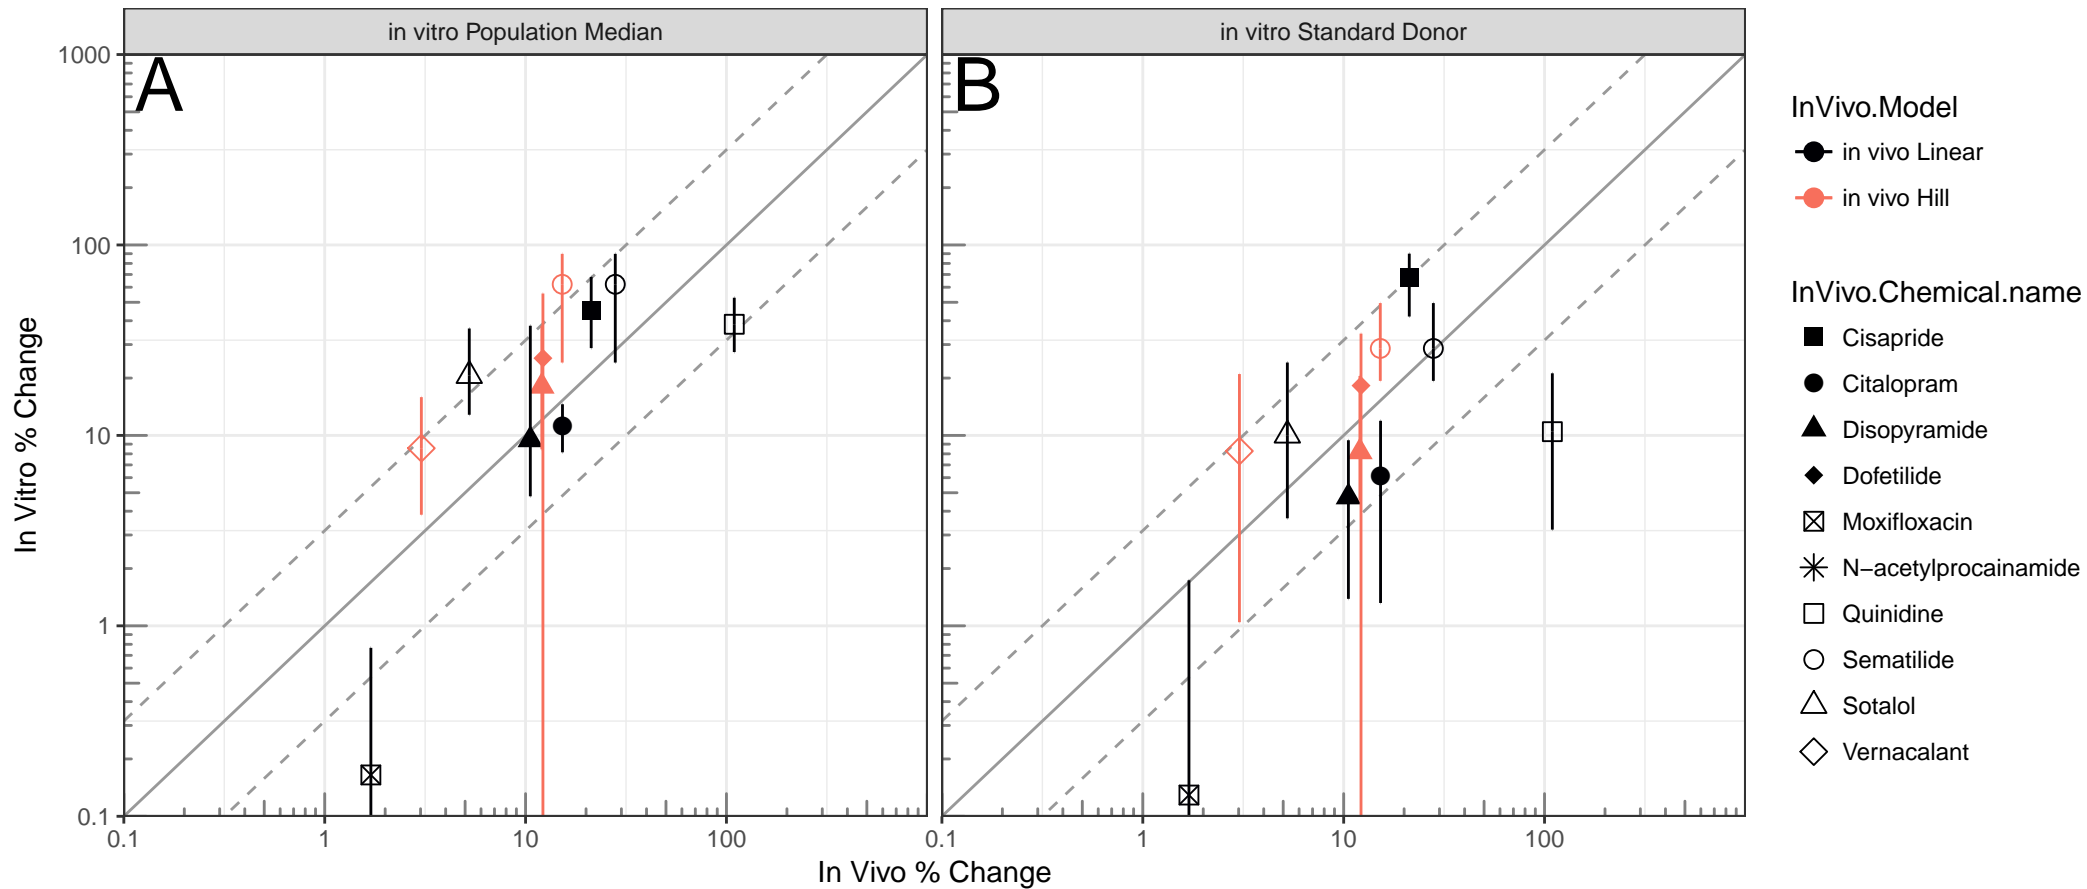 in vitro Population Median
in vitro Standard Donor
A
B
1000
100
10
1
0.1
In Vitro % Change
0.1
1
10
100
0.1
1
10
100
In Vivo % Change
InVivo.Model
in vivo Linear
in vivo Hill
InVivo.Chemical.name
Cisapride
Citalopram
Disopyramide
Dofetilide
Moxifloxacin
N−acetylprocainamide
Quinidine
Sematilide
Sotalol
Vernacalant